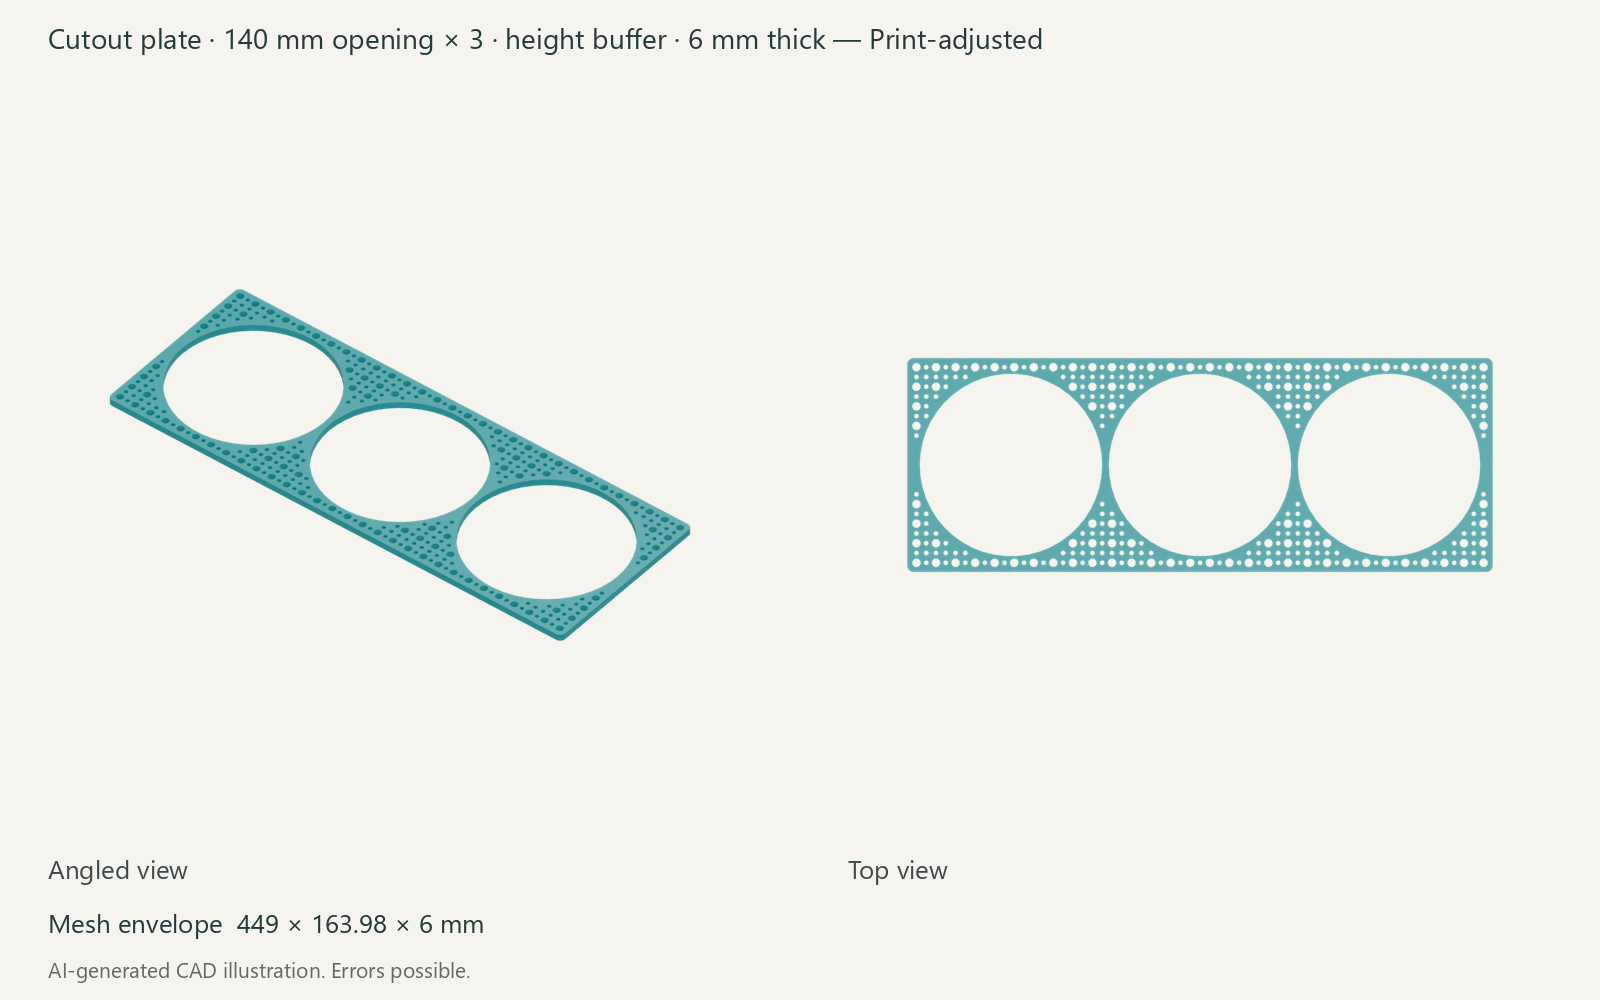 Cutout plate · 140 mm opening × 3 · height buffer · 6 mm thick — Print-adjusted
Angled view
Top view
Mesh envelope  449 × 163.98 × 6 mm
AI-generated CAD illustration. Errors possible.